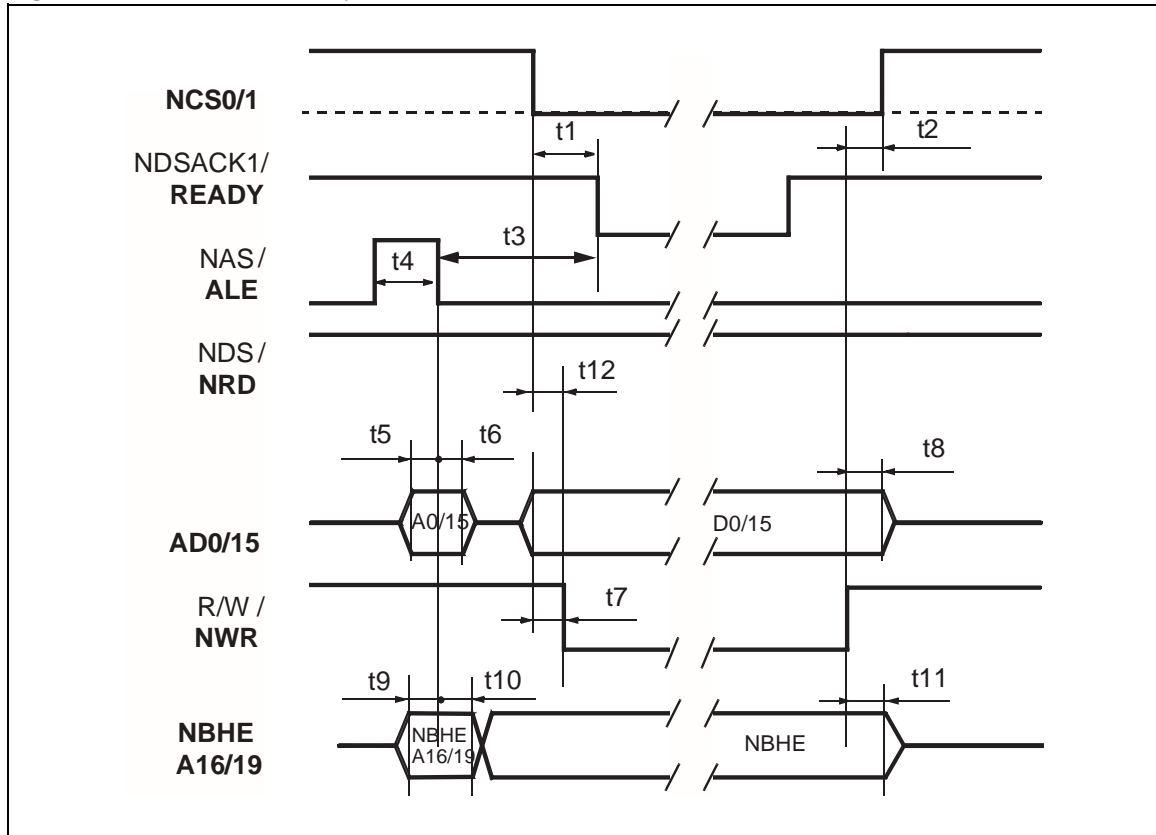 NCS0/1
t1
t2
NDSACK1/
READY
t3
NAS/
t4
ALE
NDS/
NRD
t12
t5
t6
t8
A0/15
D0/15
AD0/15
R/W /
t7
NWR
t9
t10
t11
NBHE
A16/19
NBHE
A16/19
NBHE